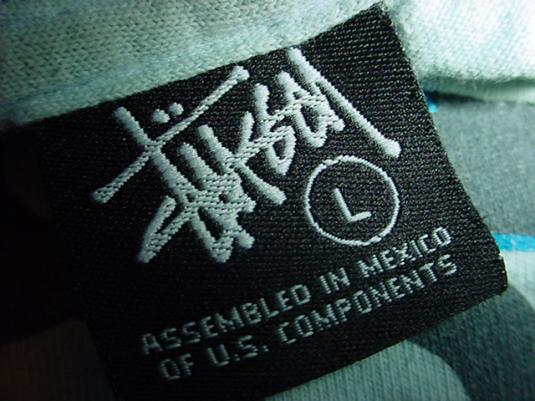 Stüssy
L
ASSEMBLED IN MEXICO
OF U.S. COMPONENTS